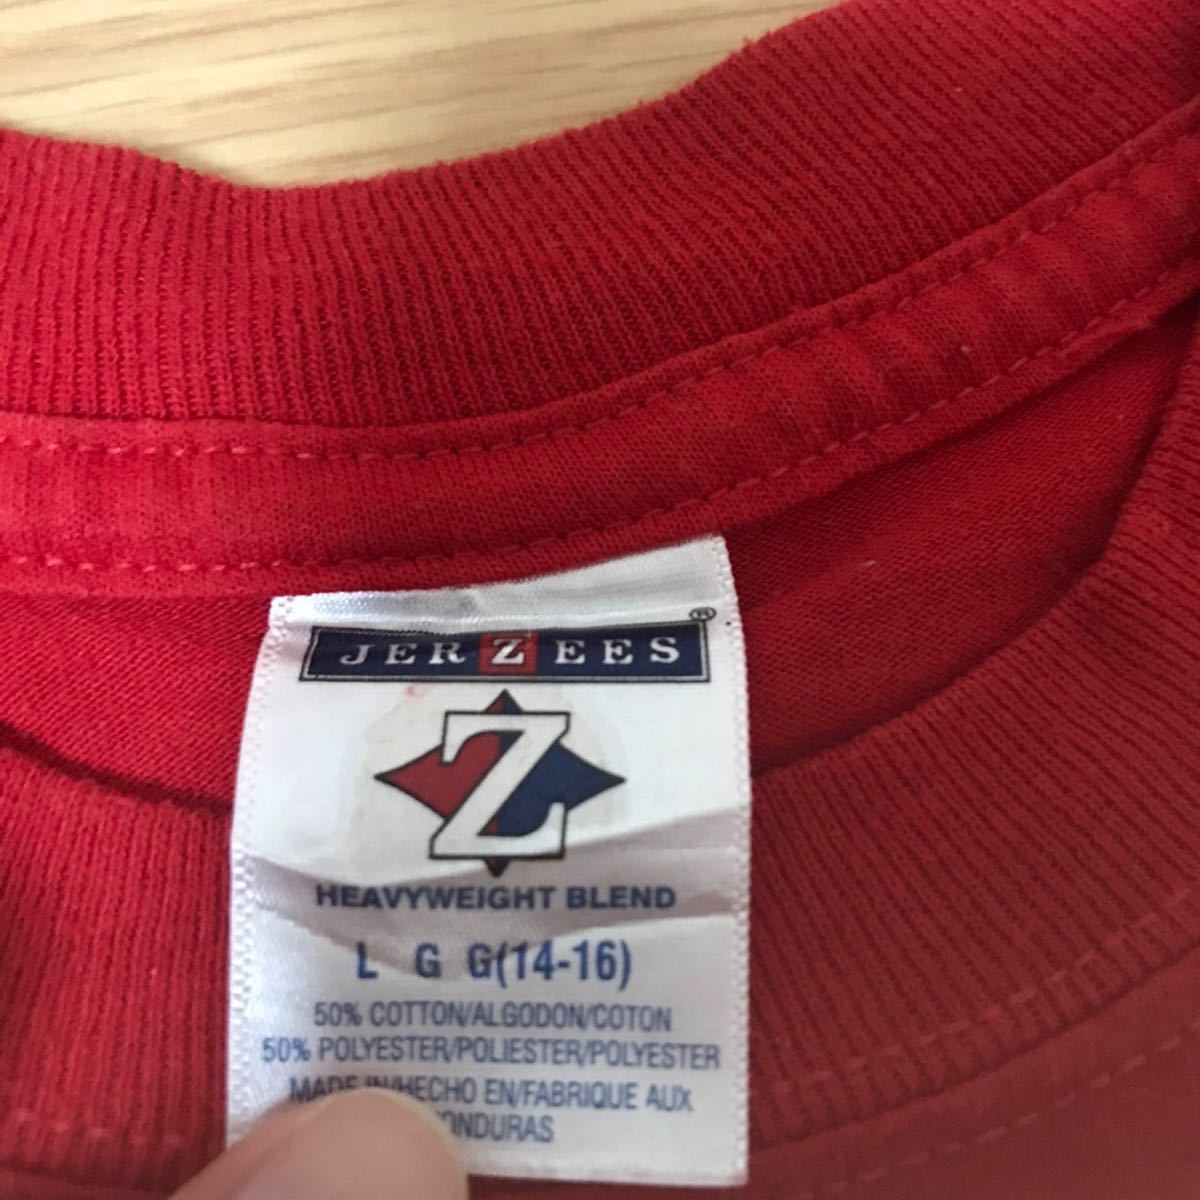 JERZEES®
Z
HEAVYWEIGHT BLEND
L G G(14-16)
50% COTTON/ALGODON/COTON
50% POLYESTER/POLIESTER/POLYESTER
MADE IN/HECHO EN/FABRIQUE AUX
HONDURAS